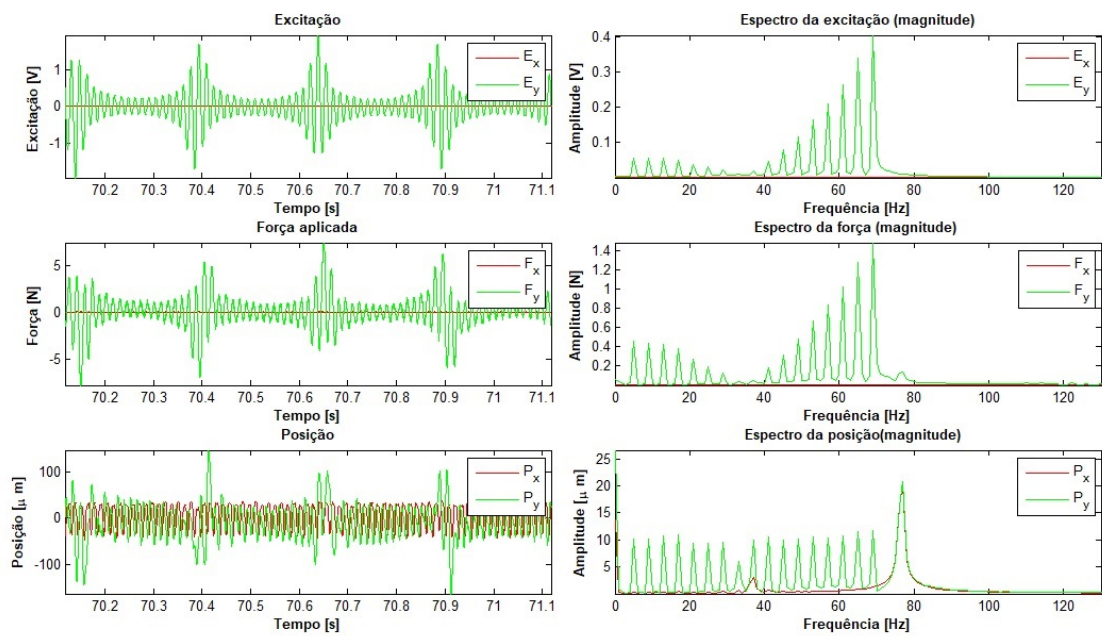 Excitação
Excitação [V]
1
0
-1
E_x
E_y
70.2 70.3 70.4 70.5 70.6 70.7 70.8 70.9 71 71.1
Tempo [s]
Espectro da excitação (magnitude)
Amplitude [V]
0.4
0.3
0.2
0.1
E_x
E_y
0 20 40 60 80 100 120
Frequência [Hz]
Força aplicada
Força [N]
5
0
-5
F_x
F_y
70.2 70.3 70.4 70.5 70.6 70.7 70.8 70.9 71 71.1
Tempo [s]
Espectro da força (magnitude)
Amplitude [N]
1.4
1.2
1
0.8
0.6
0.4
0.2
F_x
F_y
0 20 40 60 80 100 120
Frequência [Hz]
Posição
Posição [μ m]
100
0
-100
P_x
P_y
70.2 70.3 70.4 70.5 70.6 70.7 70.8 70.9 71 71.1
Tempo [s]
Espectro da posição(magnitude)
Amplitude [μ m]
25
20
15
10
5
P_x
P_y
0 20 40 60 80 100 120
Frequência [Hz]